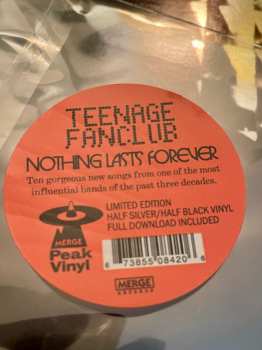 TEENAGE
FANCLUB
NOTHING LASTS FOREVER
Ten gorgeous new songs from one of the most
influential bands of the past three decades.
MERGE
Peak
Vinyl
LIMITED EDITION
HALF SILVER/HALF BLACK VINYL
FULL DOWNLOAD INCLUDED
6 73855 08420 6
MERGE
RECORDS